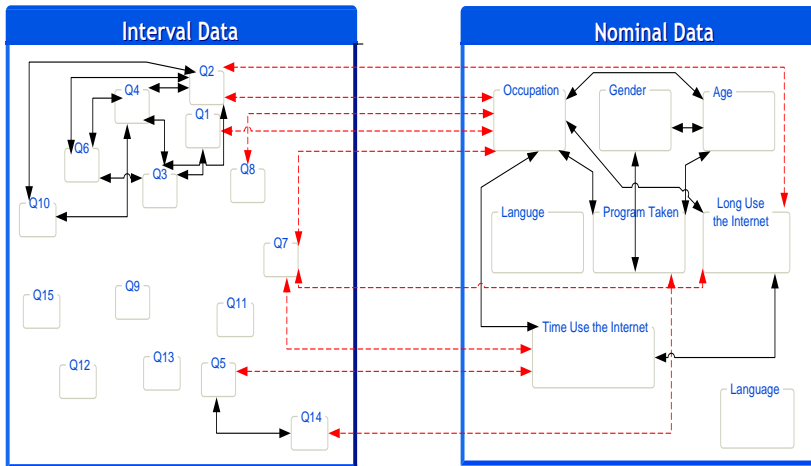 Interval Data
Q2
Q4
Q1
Q6
Q3
Q8
Q10
Q7
Q9
Q15
Q11
Q13
Q12
Q5
Q14
Nominal Data
Occupation
Gender
Age
Languge
Program Taken
Long Use
the Internet
Time Use the Internet
Language